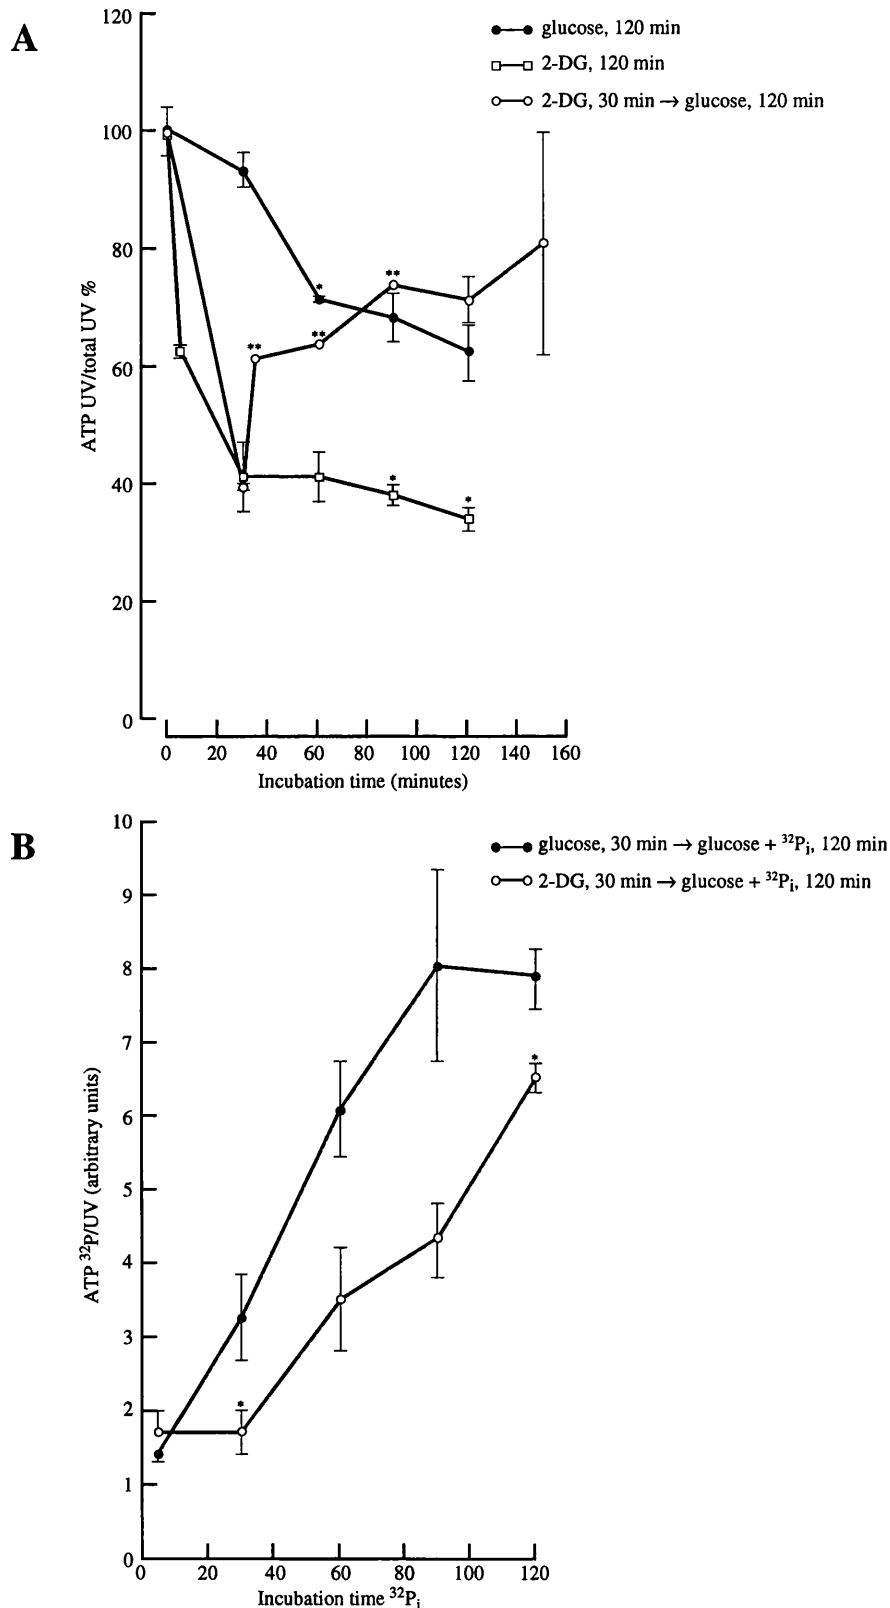 A
120
100
80
60
40
20
0
ATP UV/total UV %
glucose, 120 min
2-DG, 120 min
2-DG, 30 min → glucose, 120 min
*
**
**
**
*
*
0 20 40 60 80 100 120 140 160
Incubation time (minutes)
B
10
9
8
7
6
5
4
3
2
1
0
ATP ³²P/UV (arbitrary units)
glucose, 30 min → glucose + ³²Pᵢ, 120 min
2-DG, 30 min → glucose + ³²Pᵢ, 120 min
*
*
0 20 40 60 80 100 120
Incubation time ³²Pᵢ